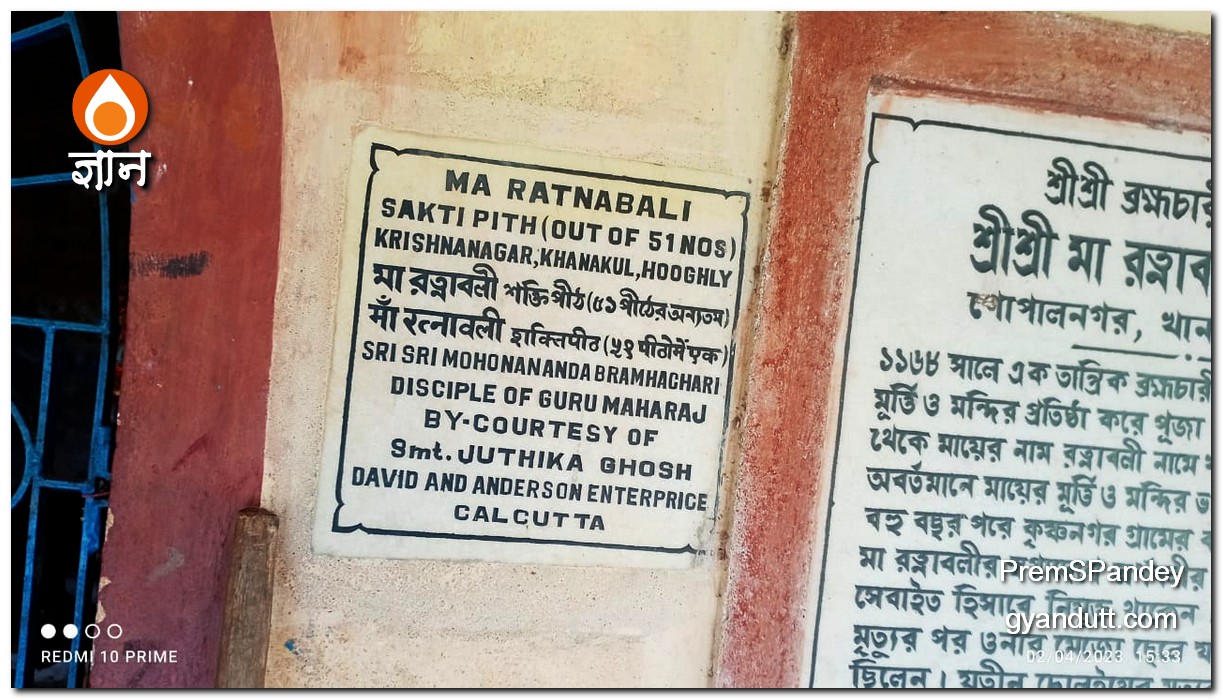 ज्ञान
MA RATNABALI
SAKTI PITH (OUT OF 51 NOS)
KRISHNANAGAR, KHANAKUL, HOOGHLY
মা রত্নাবলী শক্তিপীঠ (৫১ পীঠের অন্যতম)
माँ रत्नावली शक्तिपीठ (५१ पीठोमें एक)
SRI SRI MOHONANANDA BRAMHACHARI
DISCIPLE OF GURU MAHARAJ
BY-COURTESY OF
Smt. JUTHIKA GHOSH
DAVID AND ANDERSON ENTERPRICE
CALCUTTA
শ্রীশ্রী ব্রহ্মচারী
শ্রীশ্রী মা রত্নাব
গোপালনগর, খান
১১৬৮ সালে এক তান্ত্রিক ব্রহ্মচারী
মূর্ত্তি ও মন্দির প্রতিষ্ঠা করে পূজা
থেকে মায়ের নাম রত্নাবলী নামে
অবর্তমানে মায়ের মূর্ত্তি ও মন্দির
বহু বছর পরে কৃষ্ণনগর গ্রামের
মা রত্নাবলীর
সেবাইত হিসাবে
মৃত্যুর পর ওনার
ছিলেন।
PremSPandey
gyandutt.com
REDMI 10 PRIME
02/04/2023 15:33